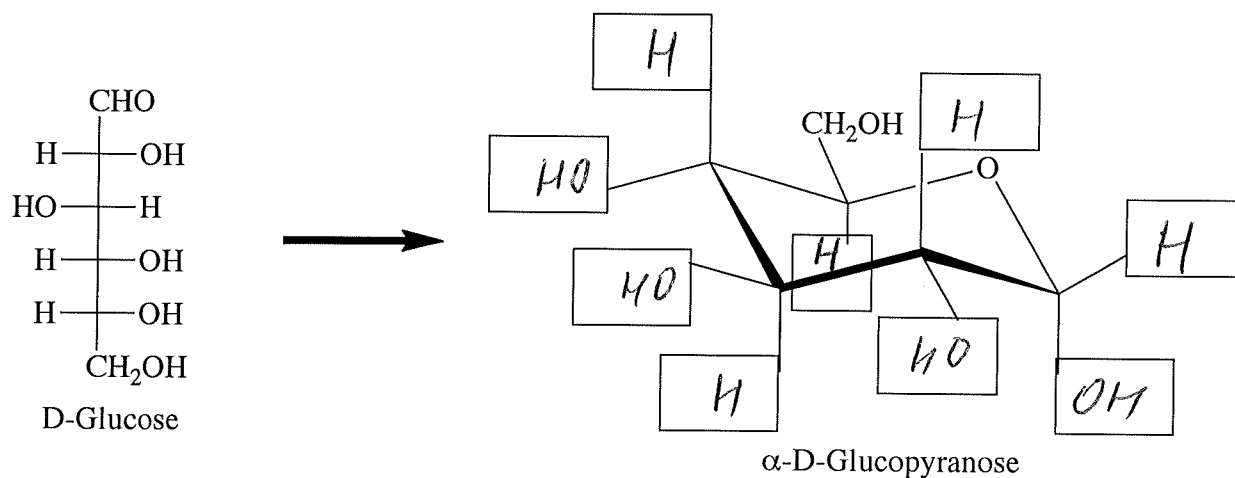 CHO
H OH
HO H
H OH
H OH
CH₂OH
D-Glucose
H
HO
CH₂OH
H
O
HO
H
H
H
HO
OH
α-D-Glucopyranose